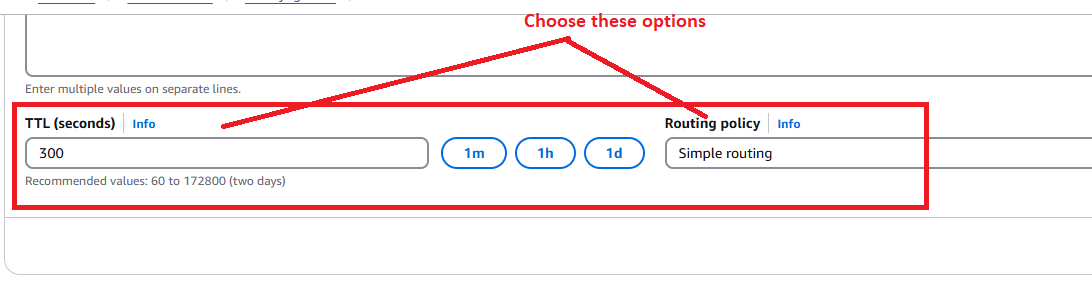 Choose these options
Enter multiple values on separate lines.
TTL (seconds) Info Routing policy Info
300 1m 1h 1d Simple routing
Recommended values: 60 to 172800 (two days)